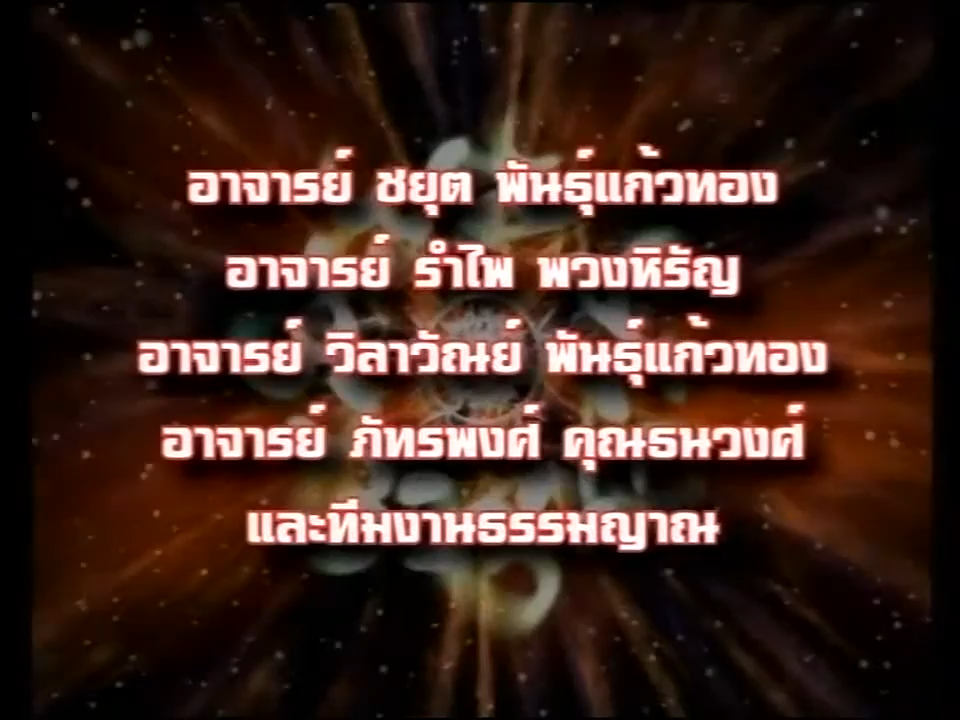 อาจารย์ ชยุต พันธุ์แก้วทอง
อาจารย์ รำไพ พวงหิรัญ
อาจารย์ วิลาวัณย์ พันธุ์แก้วทอง
อาจารย์ ภัทรพงศ์ คุณธนวงศ์
และทีมงานธรรมญาณ